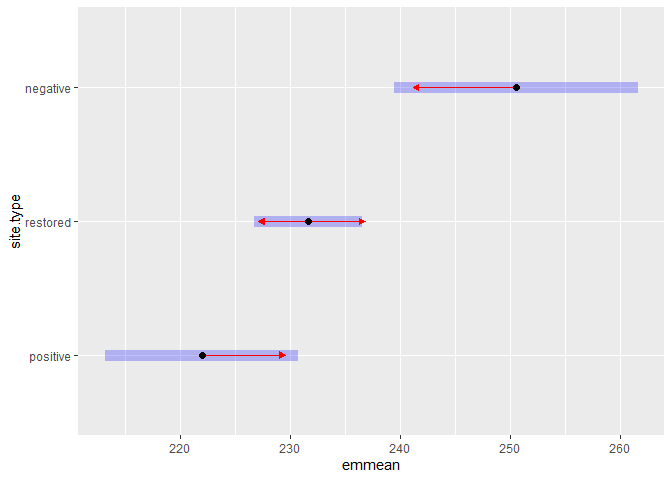 negative
restored
positive
site.type
220 230 240 250 260
emmean